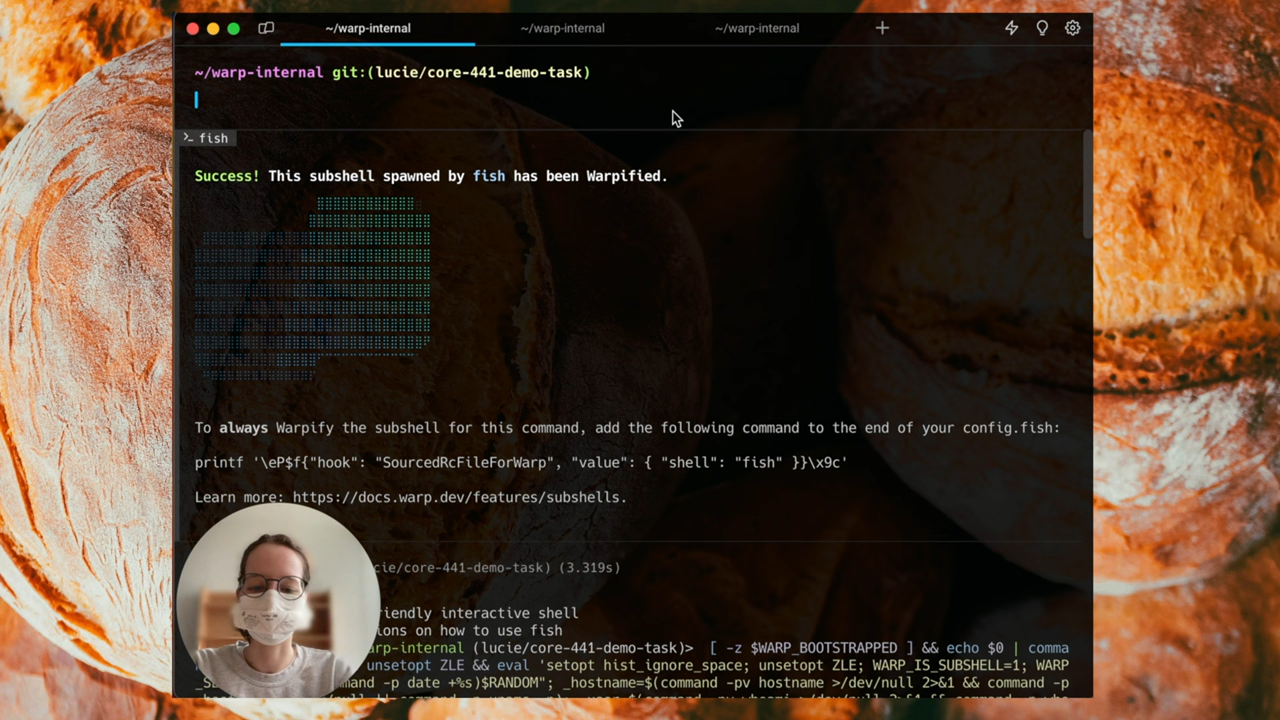 ~/warp-internal ~/warp-internal ~/warp-internal
~/warp-internal git:(lucie/core-441-demo-task)
fish
Success! This subshell spawned by fish has been Warpified.
To always Warpify the subshell for this command, add the following command to the end of your config.fish:
printf '\eP$f{"hook": "SourcedRcFileForWarp", "value": { "shell": "fish" }}\x9c'
Learn more: https://docs.warp.dev/features/subshells.
cie/core-441-demo-task) (3.319s)
riendly interactive shell
ions on how to use fish
arp-internal (lucie/core-441-demo-task)> [ -z $WARP_BOOTSTRAPPED ] && echo $0 | comma
unsetopt ZLE && eval 'setopt hist_ignore_space; unsetopt ZLE; WARP_IS_SUBSHELL=1; WARP
mand -p date +%s)$RANDOM"; _hostname=$(command -pv hostname >/dev/null 2>&1 && command -p